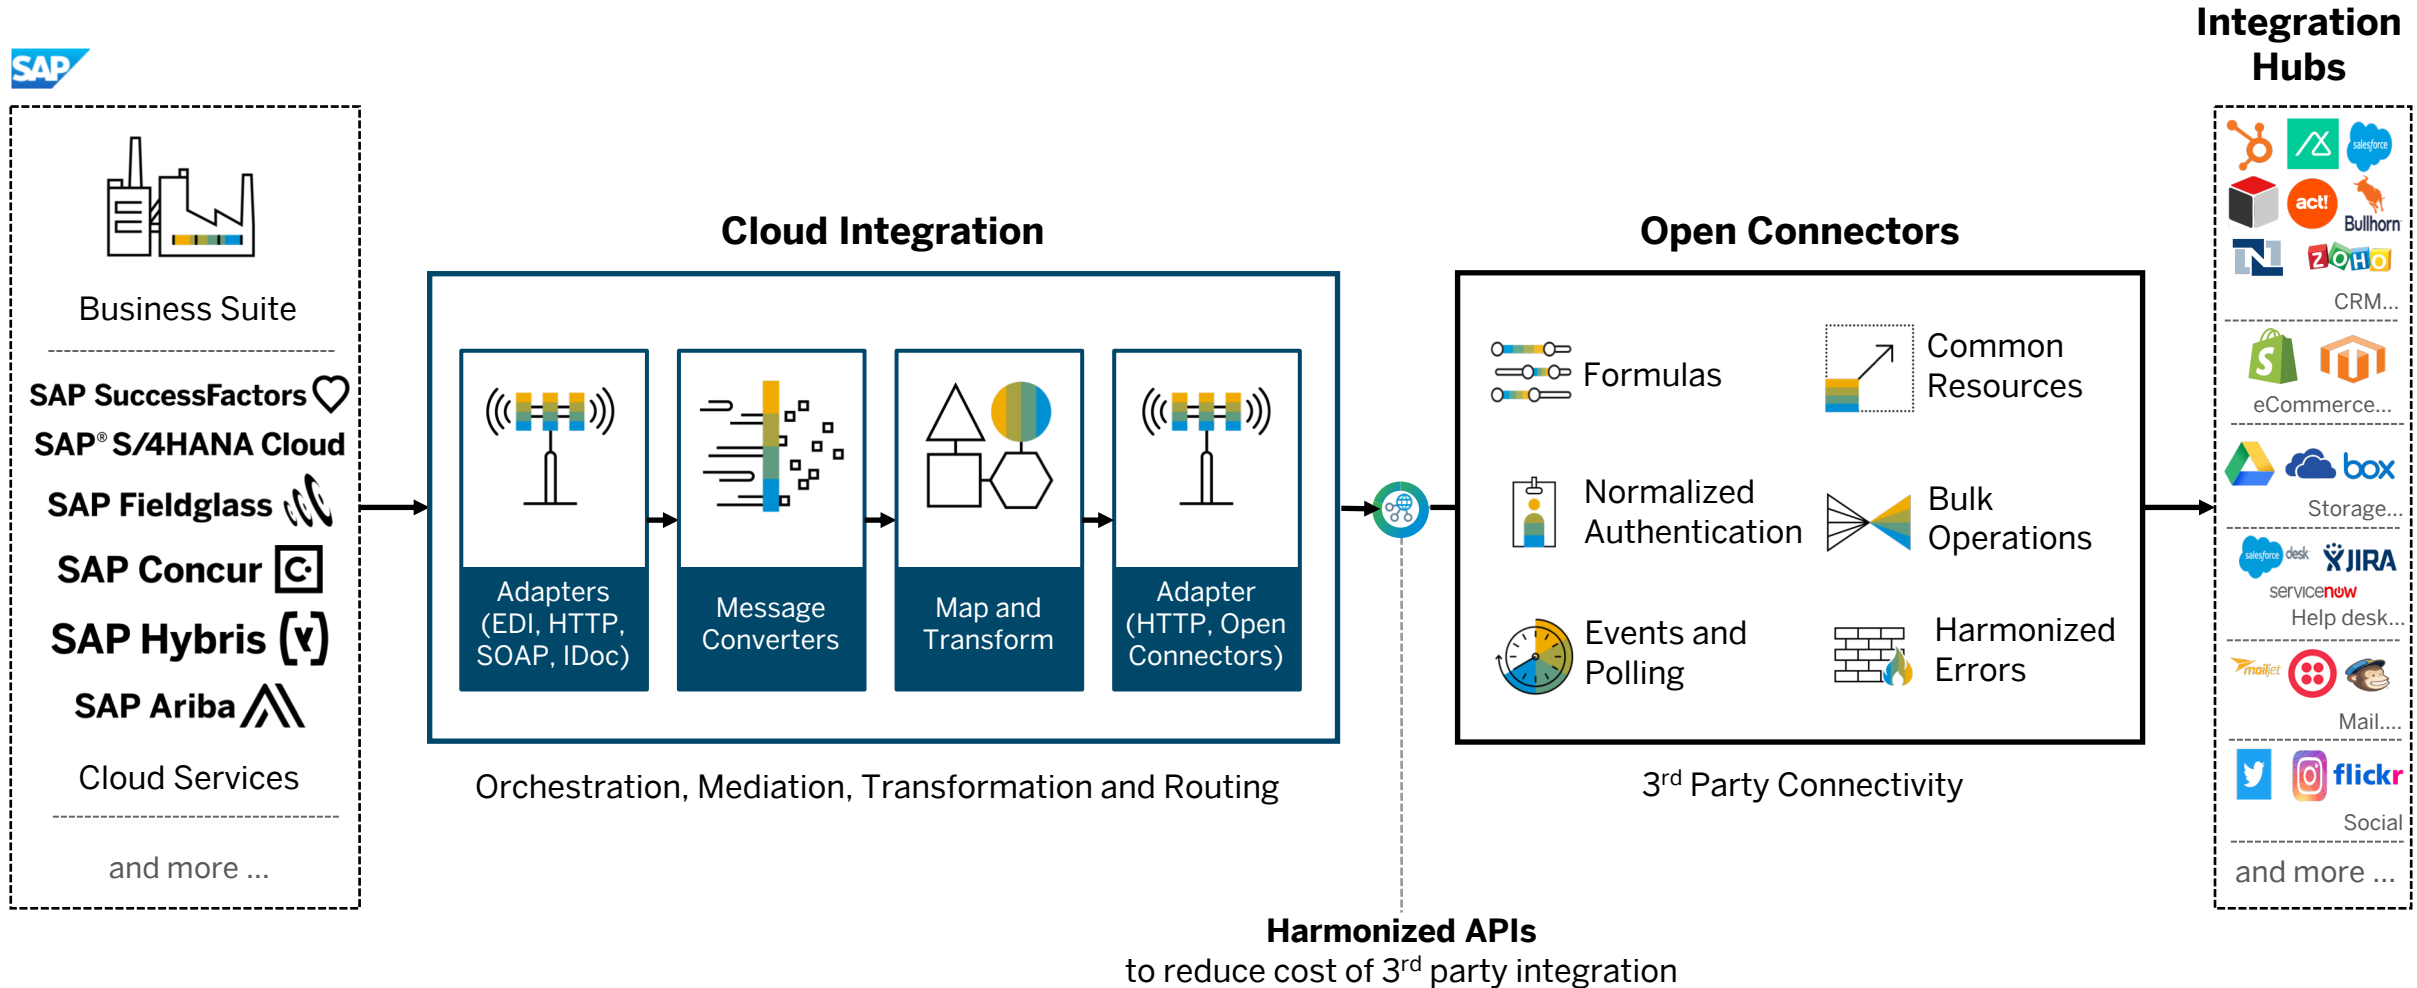 SAP
Business Suite
SAP SuccessFactors
SAP® S/4HANA Cloud
SAP Fieldglass
SAP Concur C
SAP Hybris
SAP Ariba
Cloud Services
and more ...
Cloud Integration
Adapters
(EDI, HTTP,
SOAP, IDoc)
Message
Converters
Map and
Transform
Adapter
(HTTP, Open
Connectors)
Orchestration, Mediation, Transformation and Routing
Harmonized APIs
to reduce cost of 3rd party integration
Open Connectors
Formulas
Common
Resources
Normalized
Authentication
Bulk
Operations
Events and
Polling
Harmonized
Errors
3rd Party Connectivity
Integration
Hubs
salesforce
act!
Bullhorn
N
ZOHO
CRM...
S
eCommerce...
box
Storage...
salesforce desk
JIRA
servicenow
Help desk...
mailjet
Mail....
flickr
Social
and more ...